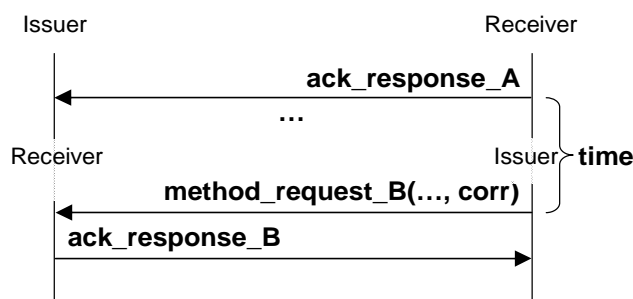 Issuer Receiver
ack_response_A
...
Receiver Issuer time
method_request_B(..., corr)
ack_response_B